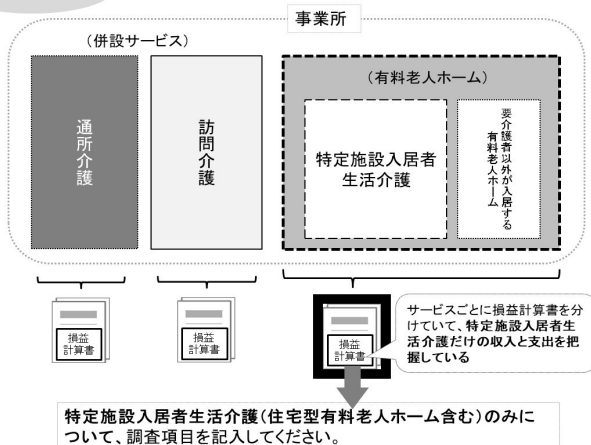 事業所
(併設サービス)
通所介護
訪問介護
(有料老人ホーム)
特定施設入居者
生活介護
要介護者以外が入居する
有料老人ホーム
損益
計算書
損益
計算書
損益
計算書
サービスごとに損益計算書を分
けていて、特定施設入居者生
活介護だけの収入と支出を把
握している
特定施設入居者生活介護(住宅型有料老人ホーム含む)のみに
ついて、調査項目を記入してください。